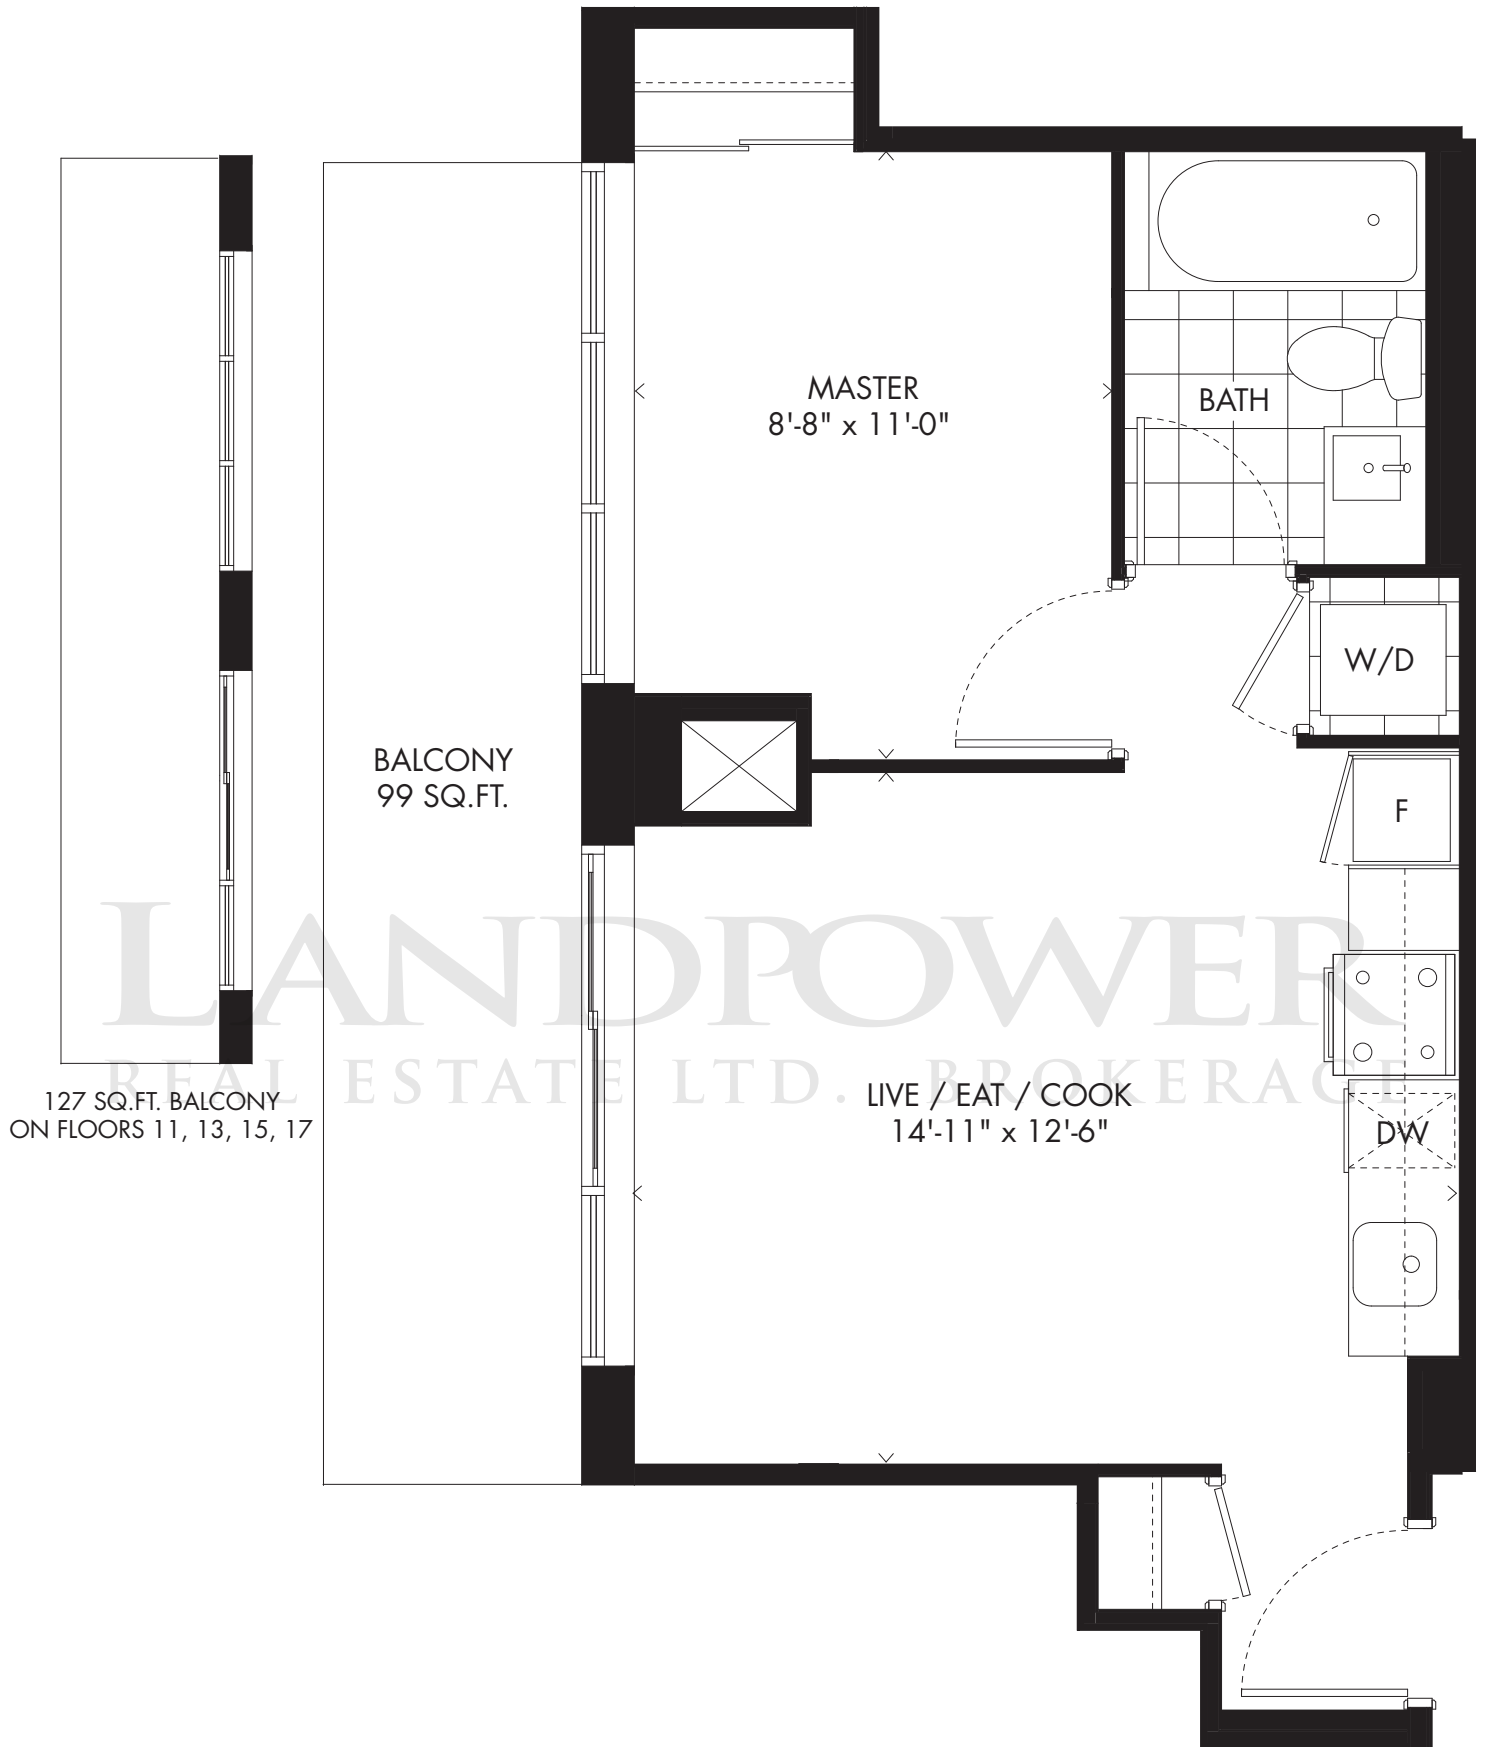 MASTER
8'-8" x 11'-0"
BATH
W/D
BALCONY
99 SQ.FT.
F
LANDPOWER
REAL ESTATE LTD. BROKERAGE
127 SQ.FT. BALCONY
ON FLOORS 11, 13, 15, 17
LIVE / EAT / COOK
14'-11" x 12'-6"
DW